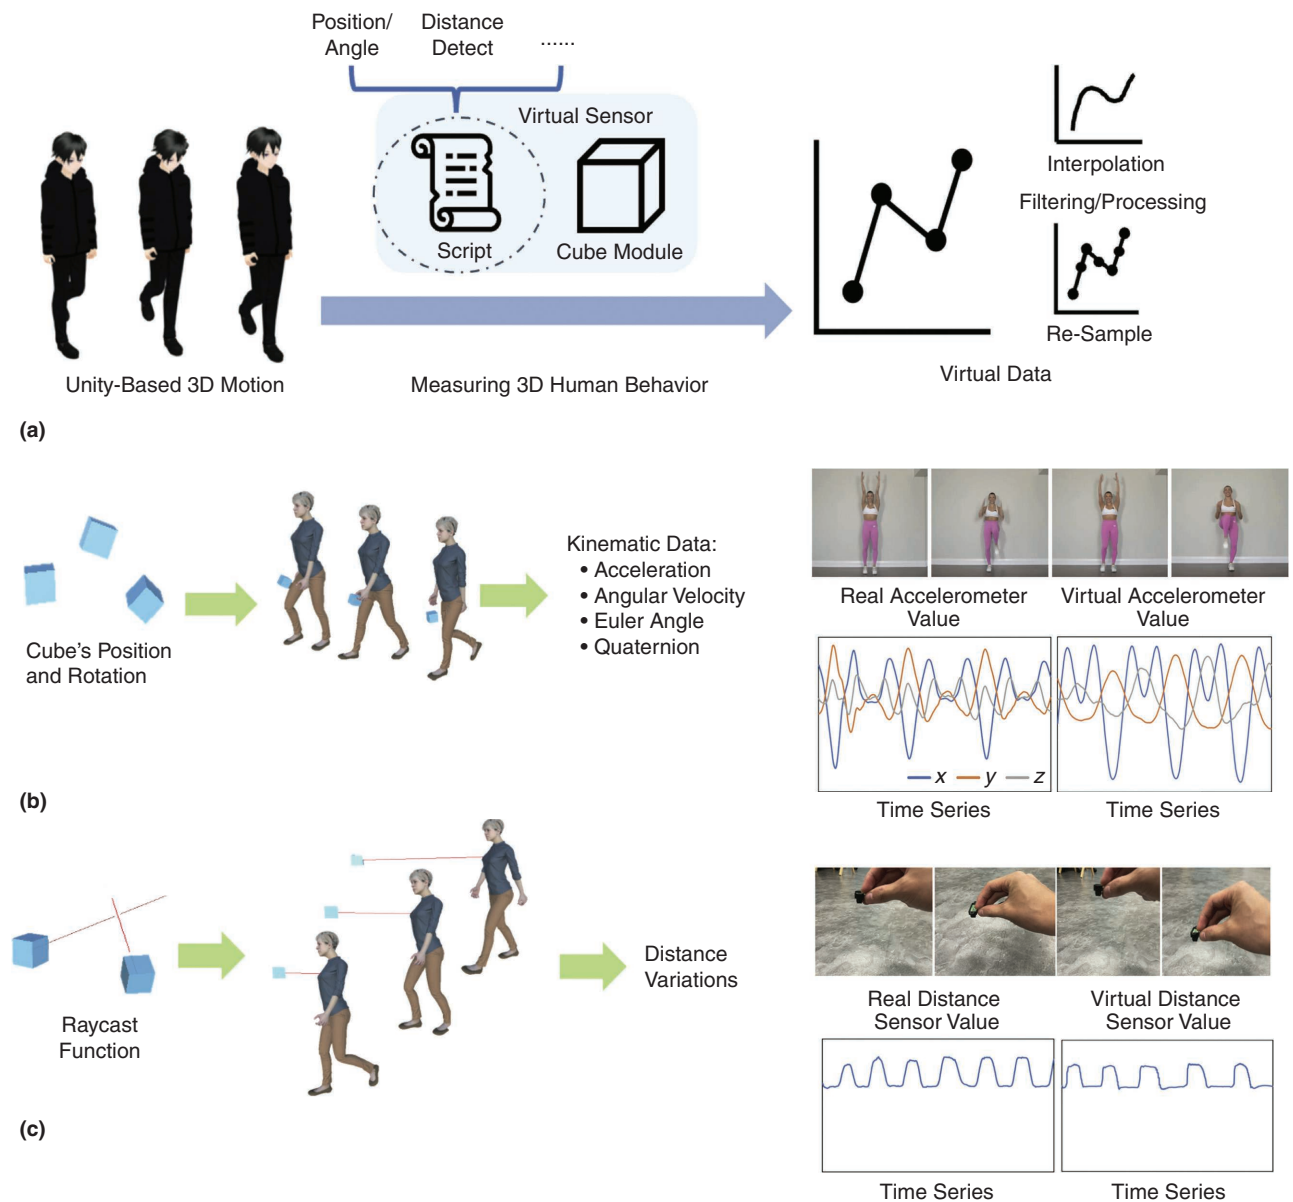 Position/
Angle
Distance
Detect
......
Virtual Sensor
Script
Cube Module
Interpolation
Filtering/Processing
Re-Sample
Unity-Based 3D Motion
Measuring 3D Human Behavior
Virtual Data
(a)
Cube's Position
and Rotation
Kinematic Data:
• Acceleration
• Angular Velocity
• Euler Angle
• Quaternion
Real Accelerometer
Value
Virtual Accelerometer
Value
x y z
Time Series
Time Series
(b)
Raycast
Function
Distance
Variations
Real Distance
Sensor Value
Virtual Distance
Sensor Value
Time Series
Time Series
(c)